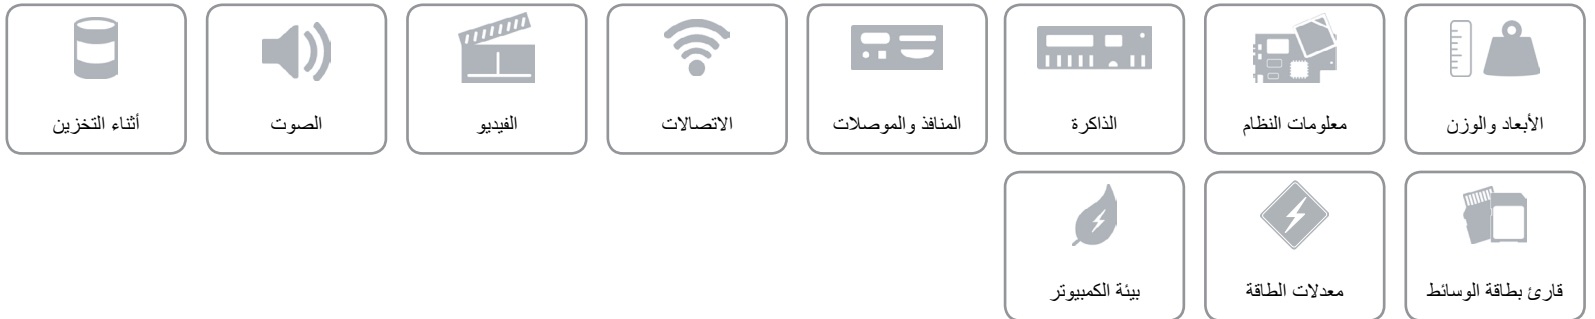 الأبعاد والوزن
معلومات النظام
الذاكرة
المنافذ والموصلات
الاتصالات
الفيديو
الصوت
أثناء التخزين
قارئ بطاقة الوسائط
معدلات الطاقة
بيئة الكمبيوتر